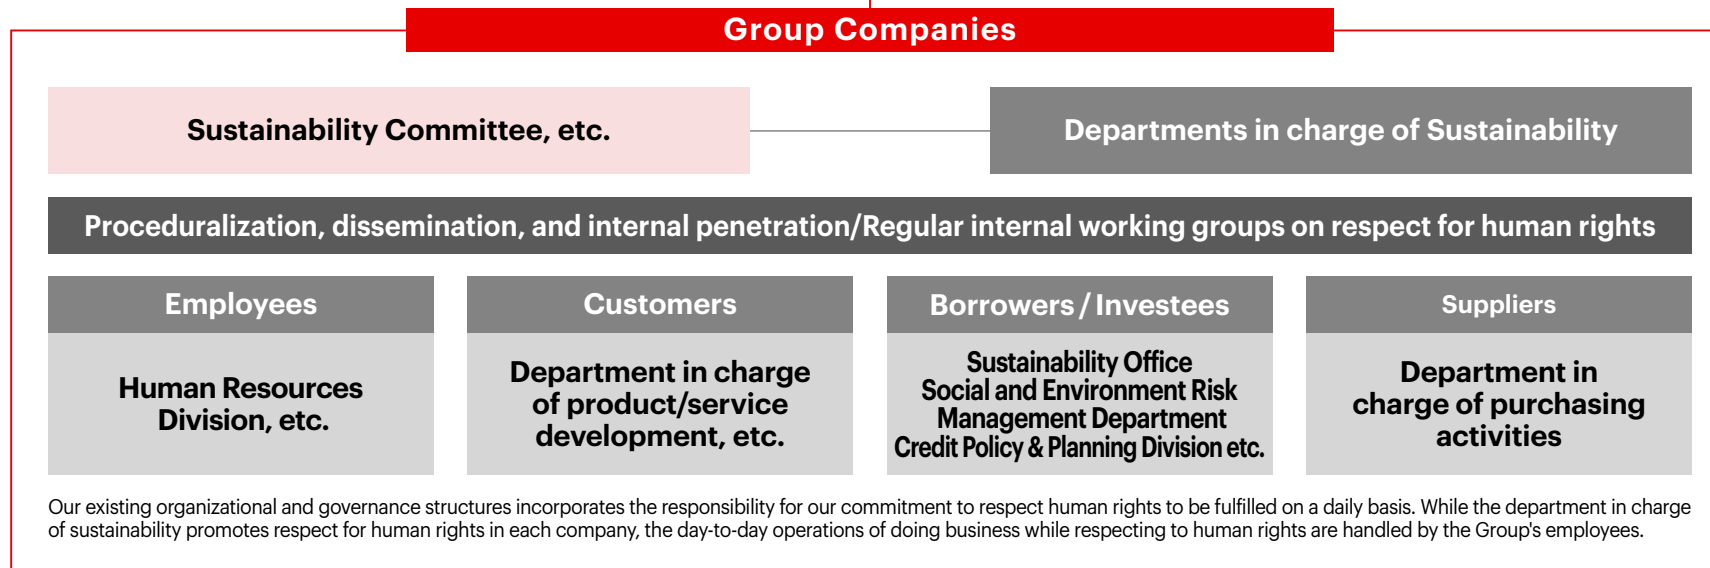 Group Companies
Sustainability Committee, etc.
Departments in charge of Sustainability
Proceduralization, dissemination, and internal penetration/Regular internal working groups on respect for human rights
Employees
Human Resources
Division, etc.
Customers
Department in charge
of product/service
development, etc.
Borrowers / Investees
Sustainability Office
Social and Environment Risk
Management Department
Credit Policy & Planning Division etc.
Suppliers
Department in
charge of purchasing
activities
Our existing organizational and governance structures incorporates the responsibility for our commitment to respect human rights to be fulfilled on a daily basis. While the department in charge
of sustainability promotes respect for human rights in each company, the day-to-day operations of doing business while respecting to human rights are handled by the Group's employees.